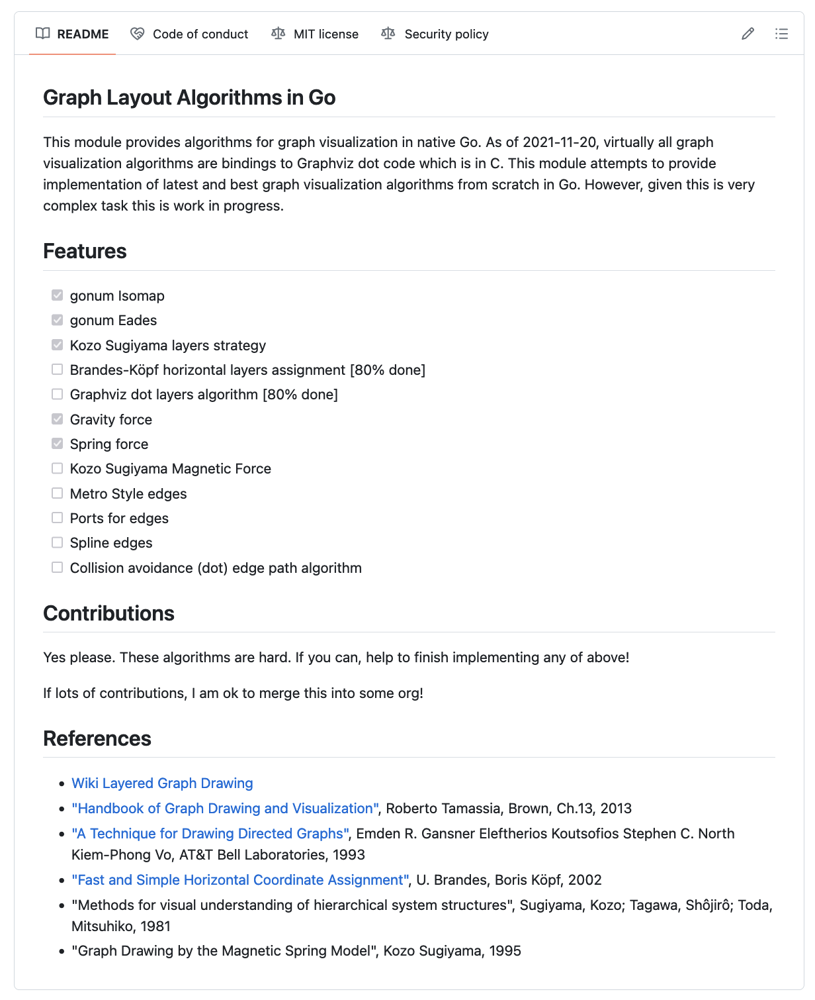 README
Code of conduct
MIT license
Security policy
Graph Layout Algorithms in Go
This module provides algorithms for graph visualization in native Go. As of 2021-11-20, virtually all graph
visualization algorithms are bindings to Graphviz dot code which is in C. This module attempts to provide
implementation of latest and best graph visualization algorithms from scratch in Go. However, given this is very
complex task this is work in progress.
Features
gonum Isomap
gonum Eades
Kozo Sugiyama layers strategy
Brandes-Köpf horizontal layers assignment [80% done]
Graphviz dot layers algorithm [80% done]
Gravity force
Spring force
Kozo Sugiyama Magnetic Force
Metro Style edges
Ports for edges
Spline edges
Collision avoidance (dot) edge path algorithm
Contributions
Yes please. These algorithms are hard. If you can, help to finish implementing any of above!
If lots of contributions, I am ok to merge this into some org!
References
Wiki Layered Graph Drawing
"Handbook of Graph Drawing and Visualization", Roberto Tamassia, Brown, Ch.13, 2013
"A Technique for Drawing Directed Graphs", Emden R. Gansner Eleftherios Koutsofios Stephen C. North
Kiem-Phong Vo, AT&T Bell Laboratories, 1993
"Fast and Simple Horizontal Coordinate Assignment", U. Brandes, Boris Köpf, 2002
"Methods for visual understanding of hierarchical system structures", Sugiyama, Kozo; Tagawa, Shôjirô; Toda,
Mitsuhiko, 1981
"Graph Drawing by the Magnetic Spring Model", Kozo Sugiyama, 1995